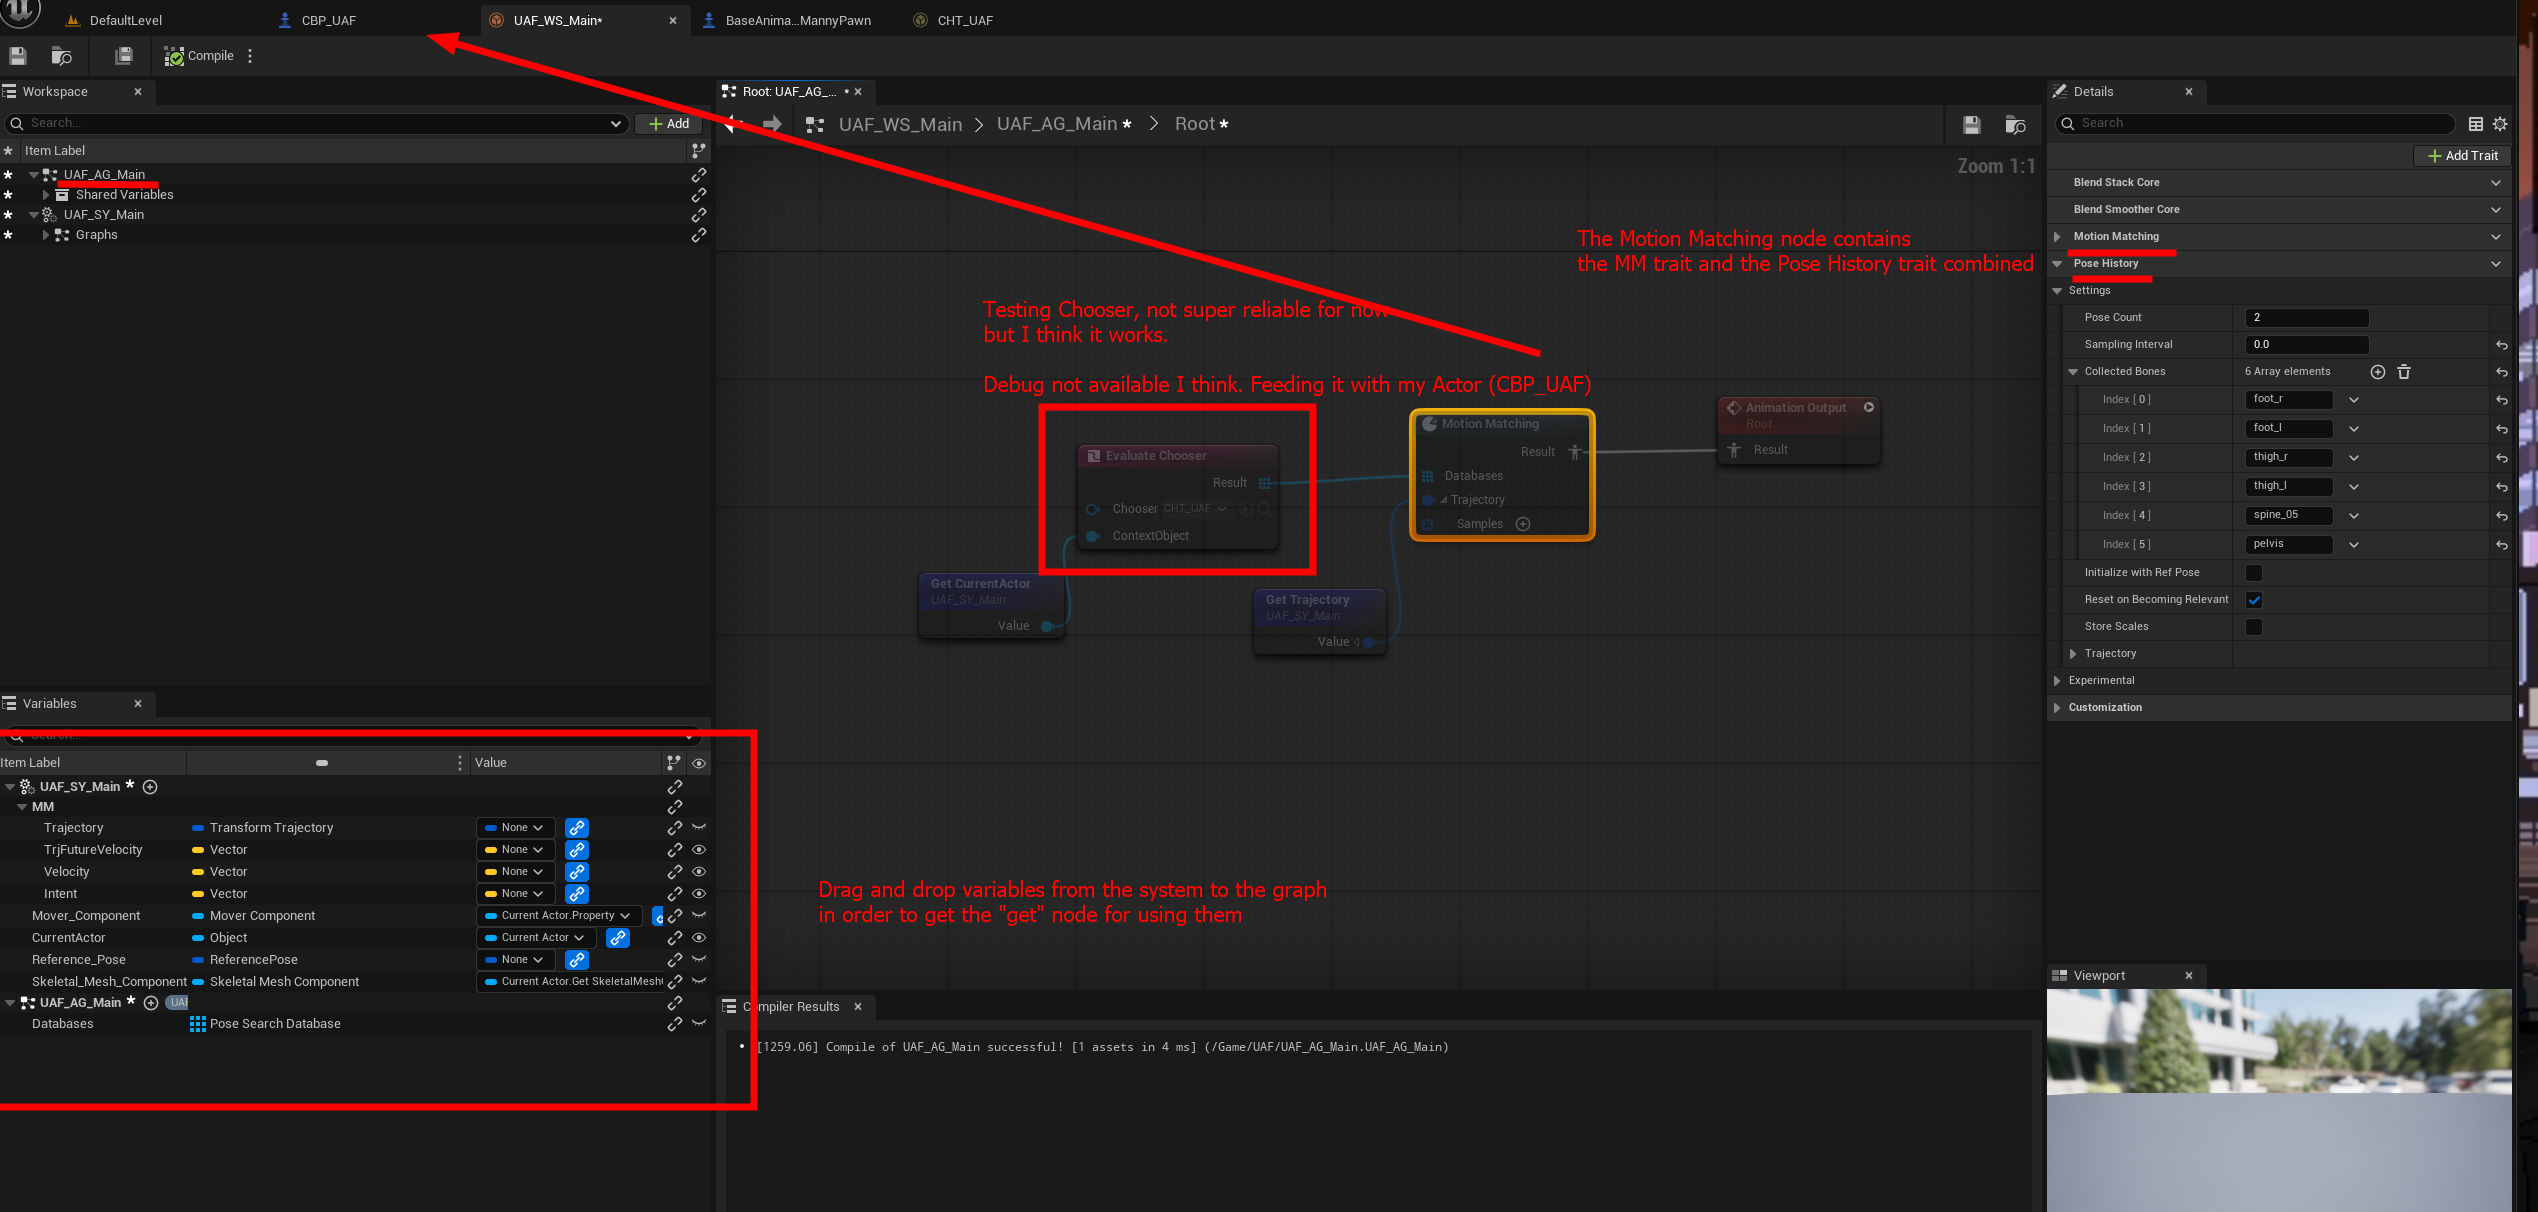 DefaultLevel
CBP_UAF
UAF_WS_Main*
BaseAnima...MannyPawn
CHT_UAF
Compile
Workspace
Search...
Add
* Item Label
* UAF_AG_Main
* Shared Variables
* UAF_SY_Main
* Graphs
Root: UAF_AG_... *
UAF_WS_Main > UAF_AG_Main * > Root *
Zoom 1:1
The Motion Matching node contains
the MM trait and the Pose History trait combined
Testing Chooser, not super reliable for now
but I think it works.
Debug not available I think. Feeding it with my Actor (CBP_UAF)
Evaluate Chooser
Result
Chooser CHT_UAF
ContextObject
Get CurrentActor
UAF_SY_Main
Value
Get Trajectory
UAF_SY_Main
Value
Motion Matching
Result
Databases
Trajectory
Samples
Animation Output
Root
Result
Drag and drop variables from the system to the graph
in order to get the "get" node for using them
Variables
Search...
Item Label Value
UAF_SY_Main *
MM
Trajectory Transform Trajectory None
TrjFutureVelocity Vector None
Velocity Vector None
Intent Vector None
Mover_Component Mover Component Current Actor.Property
CurrentActor Object Current Actor
Reference_Pose ReferencePose None
Skeletal_Mesh_Component Skeletal Mesh Component Current Actor.Get SkeletalMesh
UAF_AG_Main * UAF
Databases Pose Search Database
Compiler Results
• [1259.06] Compile of UAF_AG_Main successful! [1 assets in 4 ms] (/Game/UAF/UAF_AG_Main.UAF_AG_Main)
Details
Search
Add Trait
Blend Stack Core
Blend Smoother Core
Motion Matching
Pose History
Settings
Pose Count 2
Sampling Interval 0.0
Collected Bones 6 Array elements
Index [ 0 ] foot_r
Index [ 1 ] foot_l
Index [ 2 ] thigh_r
Index [ 3 ] thigh_l
Index [ 4 ] spine_05
Index [ 5 ] pelvis
Initialize with Ref Pose
Reset on Becoming Relevant
Store Scales
Trajectory
Experimental
Customization
Viewport